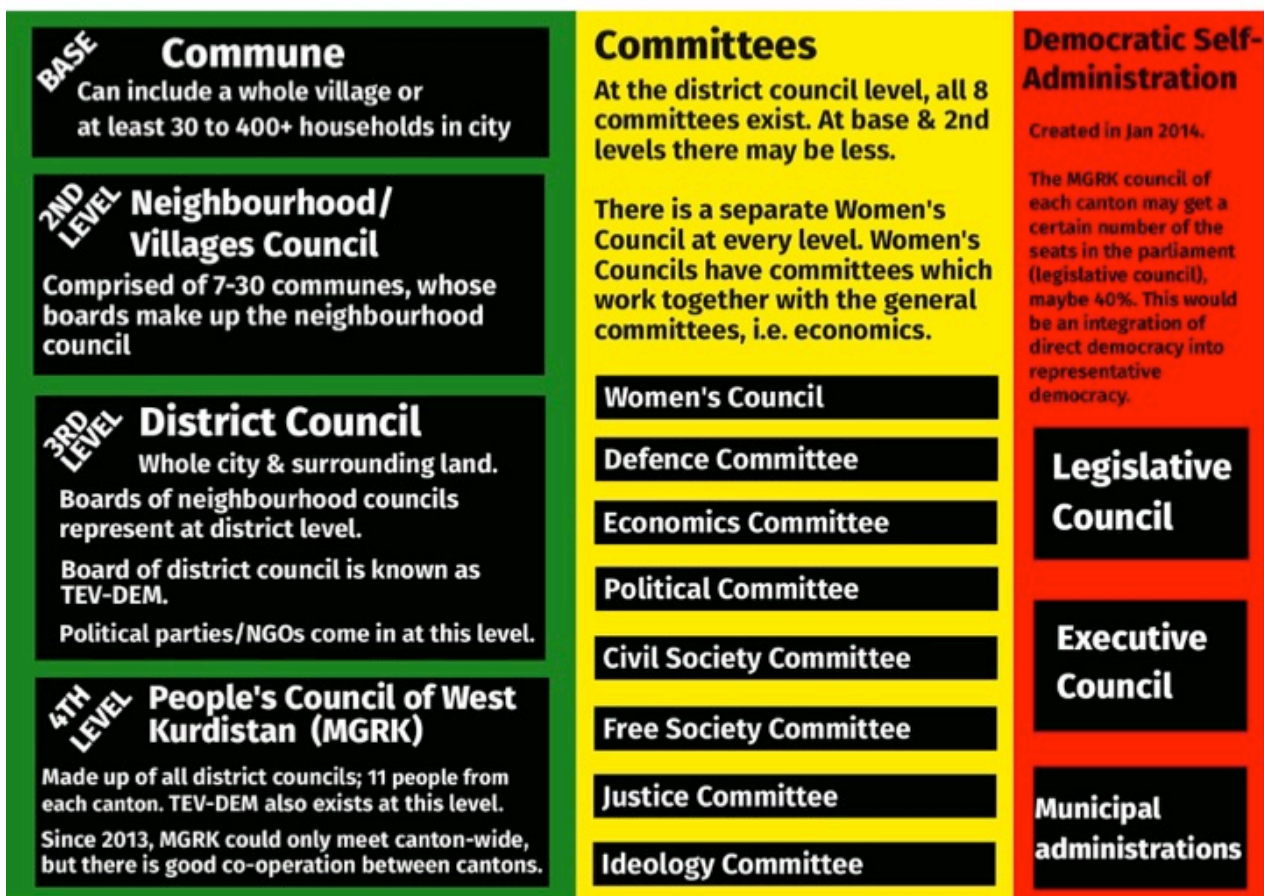 BASE
Commune
Can include a whole village or
at least 30 to 400+ households in city
2ND
LEVEL
Neighbourhood/
Villages Council
Comprised of 7-30 communes, whose
boards make up the neighbourhood
council
3RD
LEVEL
District Council
Whole city & surrounding land.
Boards of neighbourhood councils
represent at district level.
Board of district council is known as
TEV-DEM.
Political parties/NGOs come in at this level.
4TH
LEVEL
People's Council of West
Kurdistan (MGRK)
Made up of all district councils; 11 people from
each canton. TEV-DEM also exists at this level.
Since 2013, MGRK could only meet canton-wide,
but there is good co-operation between cantons.
Committees
At the district council level, all 8
committees exist. At base & 2nd
levels there may be less.
There is a separate Women's
Council at every level. Women's
Councils have committees which
work together with the general
committees, i.e. economics.
Women's Council
Defence Committee
Economics Committee
Political Committee
Civil Society Committee
Free Society Committee
Justice Committee
Ideology Committee
Democratic Self-
Administration
Created in Jan 2014.
The MGRK council of
each canton may get a
certain number of the
seats in the parliament
(legislative council),
maybe 40%. This would
be an integration of
direct democracy into
representative
democracy.
Legislative
Council
Executive
Council
Municipal
administrations